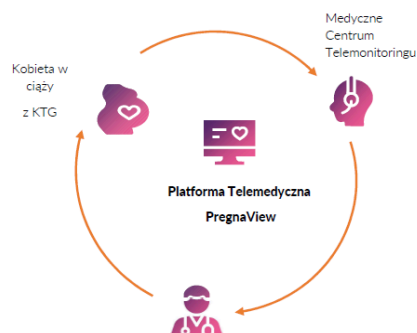 Medyczne
Centrum
Telemonitoringu
Kobieta w
ciąży
z KTG
Platforma Telemedyczna
PregnaView